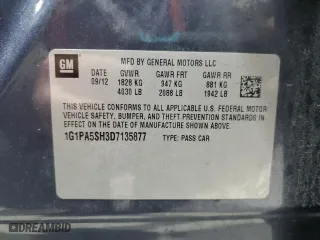 GM
MFD BY GENERAL MOTORS LLC
DATE GVWR GAWR FRT GAWR RR
09/12 1828 KG 947 KG 881 KG
4030 LB 2088 LB 1942 LB
THIS VEHICLE CONFORMS TO ALL APPLICABLE U.S. FEDERAL MOTOR
VEHICLE SAFETY, BUMPER, AND THEFT PREVENTION STANDARDS IN
EFFECT ON THE DATE OF MANUFACTURE SHOWN ABOVE.
1G1PA5SH3D7135877 TYPE: PASS CAR